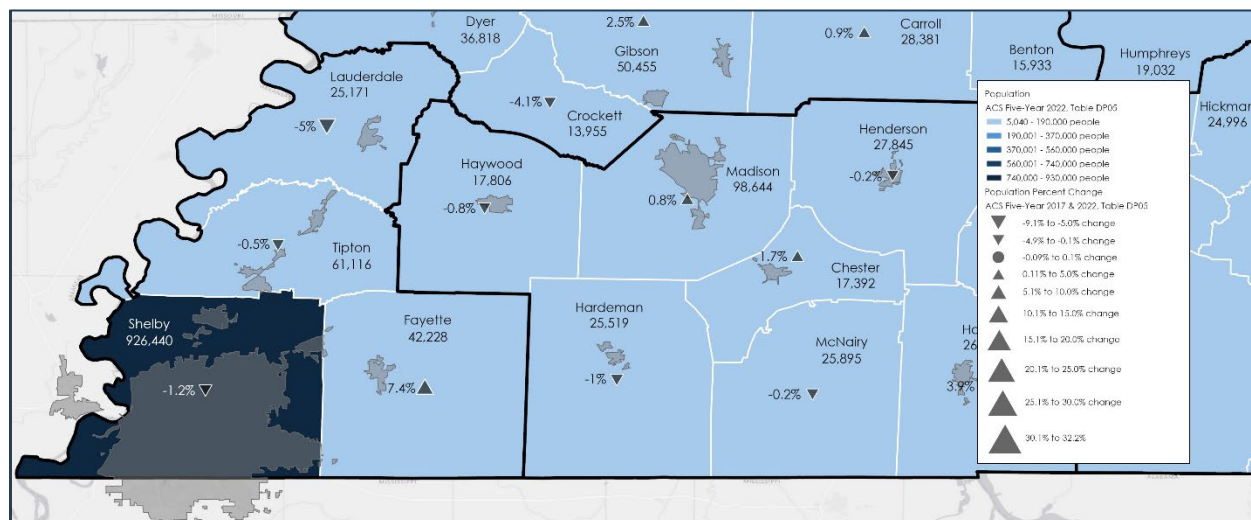 MISSOURI
Dyer
36,818
2.5%
Gibson
50,455
0.9%
Carroll
28,381
Benton
15,933
Humphreys
19,032
Hickman
24,996
Lauderdale
25,171
-5%
-4.1%
Crockett
13,955
Haywood
17,806
-0.8%
Madison
98,644
0.8%
Henderson
27,845
-0.2%
-0.5%
Tipton
61,116
1.7%
Chester
17,392
Shelby
926,440
-1.2%
Fayette
42,228
7.4%
Hardeman
25,519
-1%
McNairy
25,895
-0.2%
Ha
26
3.9%
Population
ACS Five-Year 2022, Table DP05
5,040 - 190,000 people
190,001 - 370,000 people
370,001 - 560,000 people
560,001 - 740,000 people
740,000 - 930,000 people
Population Percent Change
ACS Five-Year 2017 & 2022, Table DP05
-9.1% to -5.0% change
-4.9% to -0.1% change
-0.09% to 0.1% change
0.11% to 5.0% change
5.1% to 10.0% change
10.1% to 15.0% change
15.1% to 20.0% change
20.1% to 25.0% change
25.1% to 30.0% change
30.1% to 32.2%
MISSISSIPPI
MISSISSIPPI
ALABAMA